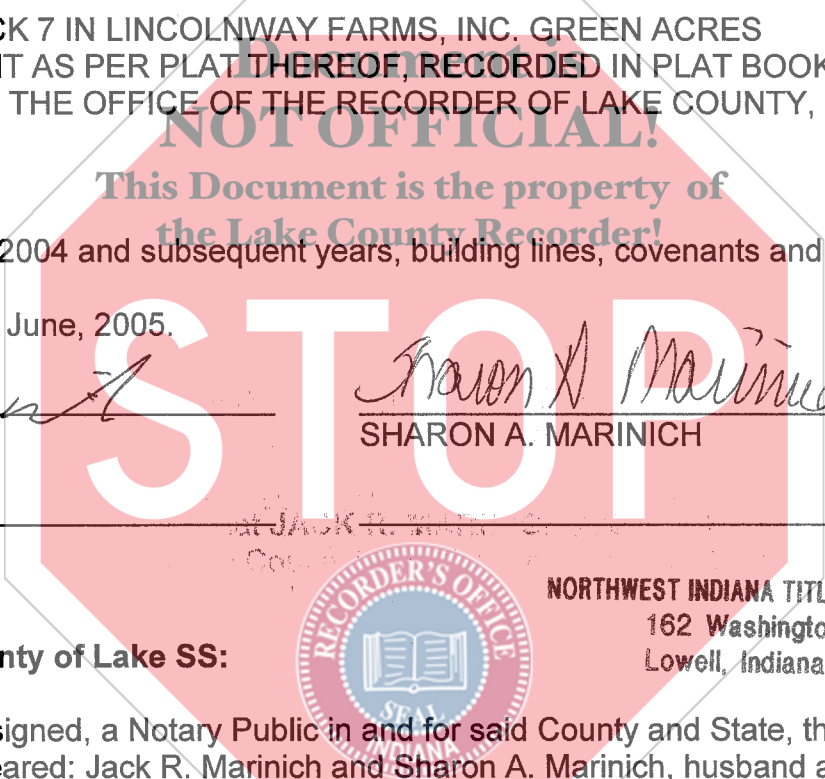 CK 7 IN LINCOLNWAY FARMS, INC. GREEN ACRES
Document is
T AS PER PLAT THEREOF, RECORDED IN PLAT BOOK
THE OFFICE OF THE RECORDER OF LAKE COUNTY,
NOT OFFICIAL!
This Document is the property of
the Lake County Recorder!
2004 and subsequent years, building lines, covenants and
June, 2005.
STOP
Sharon A Marinic
SHARON A. MARINICH
JACK R.
RECORDER'S OFFICE
NORTHWEST INDIANA TITL
162 Washingto
Lowell, Indiana
nty of Lake SS:
SEAL
INDIANA
signed, a Notary Public in and for said County and State, th
eared: Jack R. Marinich and Sharon A. Marinich, husband a